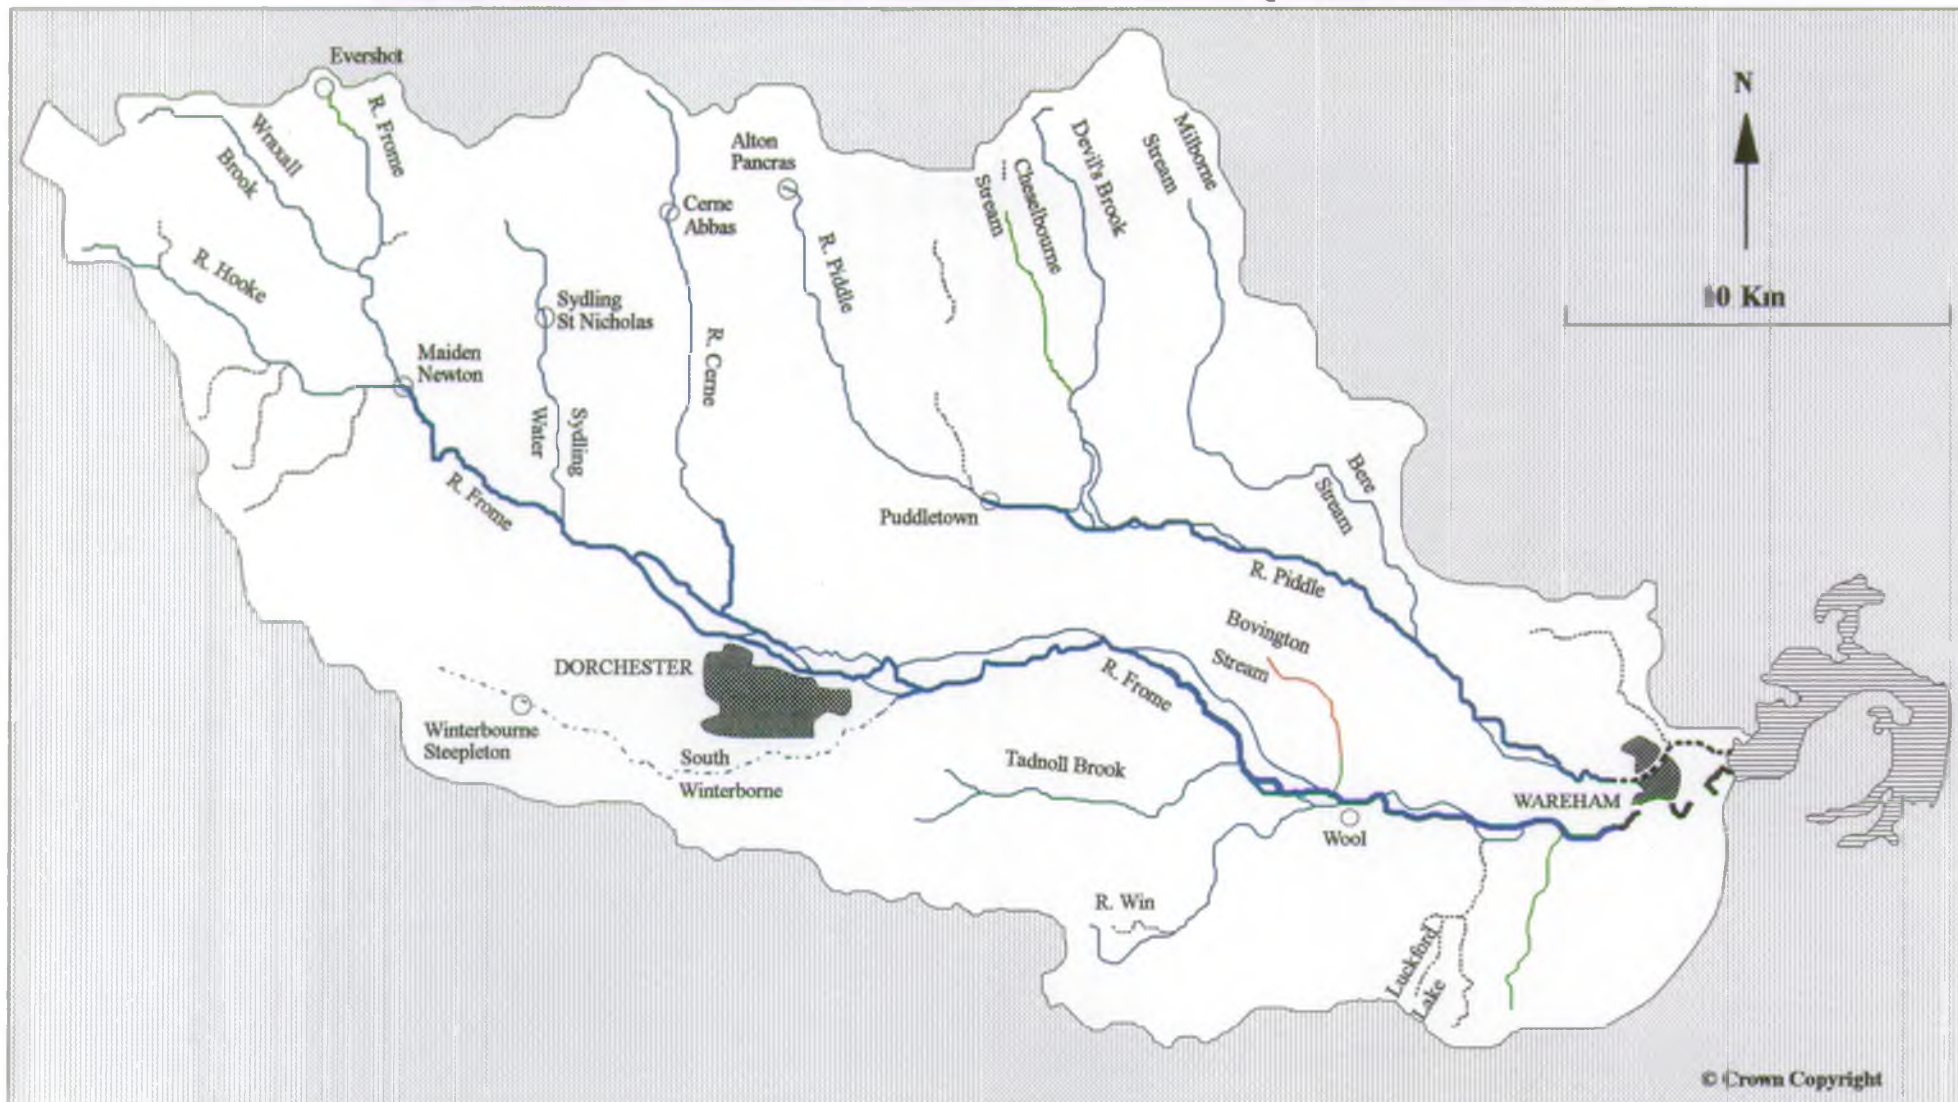 Evershot
R. Frome
Wraxall
Brook
R. Hooke
Maiden
Newton
Sydling
St Nicholas
Sydling
Water
Cerne
Abbas
R. Cerne
Alton
Pancras
R. Piddle
Cheselbourne
Stream
Devil's Brook
Milborne
Stream
N
10 Km
R. Frome
Puddletown
Bere
Stream
R. Piddle
Bovington
Stream
DORCHESTER
R. Frome
Winterbourne
Steepleton
South
Winterborne
Tadnoll Brook
WAREHAM
Wool
R. Win
Luckford
Lake
© Crown Copyright